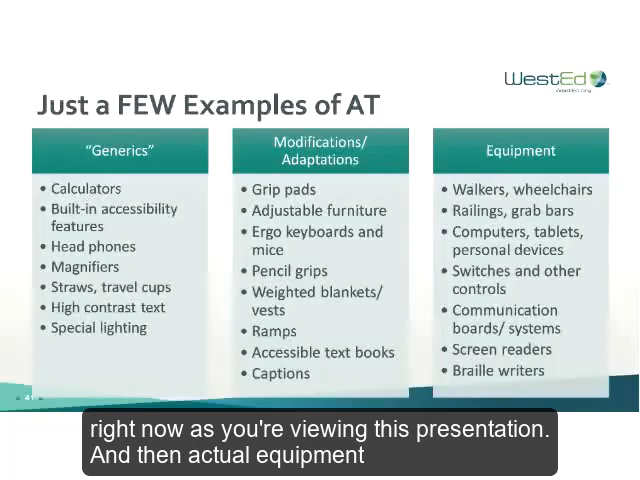 WestEd
WestEd.org
Just a FEW Examples of AT
“Generics”
• Calculators
• Built-in accessibility
features
• Head phones
• Magnifiers
• Straws, travel cups
• High contrast text
• Special lighting
Modifications/
Adaptations
• Grip pads
• Adjustable furniture
• Ergo keyboards and
mice
• Pencil grips
• Weighted blankets/
vests
• Ramps
• Accessible text books
• Captions
Equipment
• Walkers, wheelchairs
• Railings, grab bars
• Computers, tablets,
personal devices
• Switches and other
controls
• Communication
boards/ systems
• Screen readers
• Braille writers
right now as you're viewing this presentation.
And then actual equipment